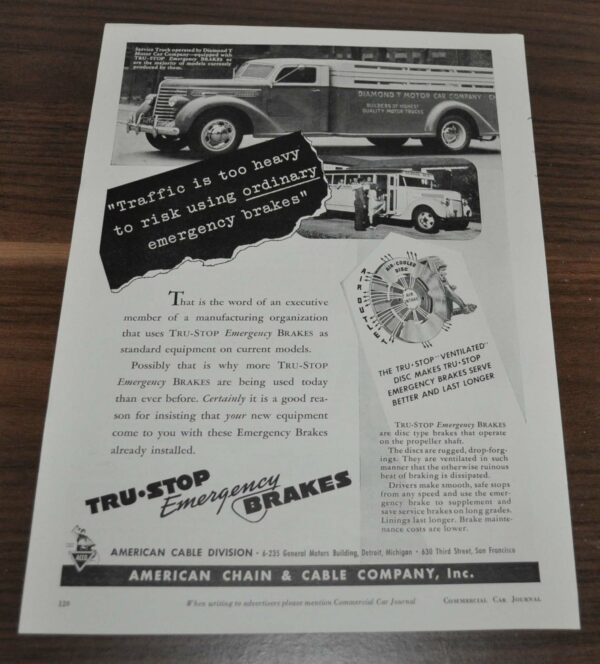 Service Truck operated by Diamond T
Motor Car Company—equipped with
TRU-STOP Emergency BRAKES as
are the majority of models currently
produced by them.
DIAMOND T MOTOR CAR COMPANY
BUILDERS OF HIGHEST
QUALITY MOTOR TRUCKS
"Traffic is too heavy
to risk using ordinary
emergency brakes"
AIR-COOLED
DISC
AIR INTAKE
AIR OUTLET
THE TRU·STOP "VENTILATED"
DISC MAKES TRU·STOP
EMERGENCY BRAKES SERVE
BETTER AND LAST LONGER
That is the word of an executive
member of a manufacturing organization
that uses TRU-STOP Emergency BRAKES as
standard equipment on current models.
Possibly that is why more TRU-STOP
Emergency BRAKES are being used today
than ever before. Certainly it is a good rea-
son for insisting that your new equipment
come to you with these Emergency Brakes
already installed.
TRU-STOP Emergency BRAKES
are disc type brakes that operate
on the propeller shaft.
The discs are rugged, drop-forg-
ings. They are ventilated in such
manner that the otherwise ruinous
heat of braking is dissipated.
Drivers make smooth, safe stops
from any speed and use the emer-
gency brake to supplement and
save service brakes on long grades.
Linings last longer. Brake mainte-
nance costs are lower.
TRU·STOP
Emergency
BRAKES
ACCO
AMERICAN CABLE DIVISION · 6-235 General Motors Building, Detroit, Michigan · 630 Third Street, San Francisco
AMERICAN CHAIN & CABLE COMPANY, Inc.
120
When writing to advertisers please mention Commercial Car Journal
COMMERCIAL CAR JOURNAL